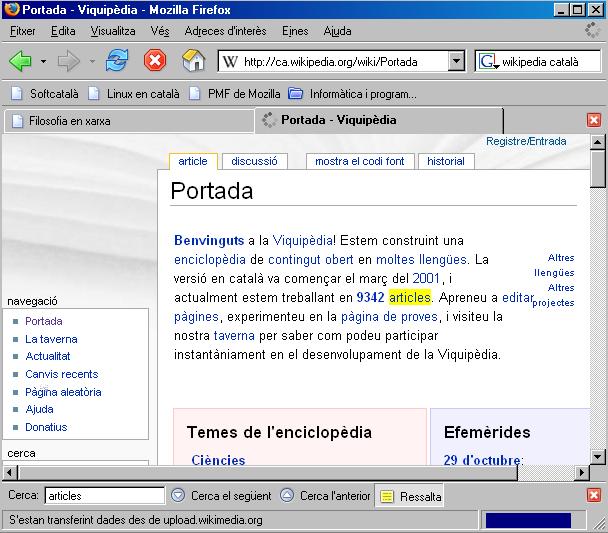 Portada - Viquipèdia - Mozilla Firefox
Fitxer Edita Visualitza Vés Adreces d'interès Eines Ajuda
http://ca.wikipedia.org/wiki/Portada wikipedia català
Softcatalà Linux en català PMF de Mozilla Informàtica i program...
Filosofia en xarxa Portada - Viquipèdia
Registre/Entrada
article discussió mostra el codi font historial
Portada
Benvinguts a la Viquipèdia! Estem construint una
enciclopèdia de contingut obert en moltes llengües. La
versió en català va començar el març del 2001, i
actualment estem treballant en 9342 articles. Apreneu a editar
pàgines, experimenteu en la pàgina de proves, i visiteu la
nostra taverna per saber com podeu participar
instantàniament en el desenvolupament de la Viquipèdia.
Altres
llengües
Altres
projectes
navegació
Portada
La taverna
Actualitat
Canvis recents
Pàgina aleatòria
Ajuda
Donatius
cerca
Temes de l'enciclopèdia
Ciències
Efemèrides
29 d'octubre:
Cerca: articles Cerca el següent Cerca l'anterior Ressalta
S'estan transferint dades des de upload.wikimedia.org